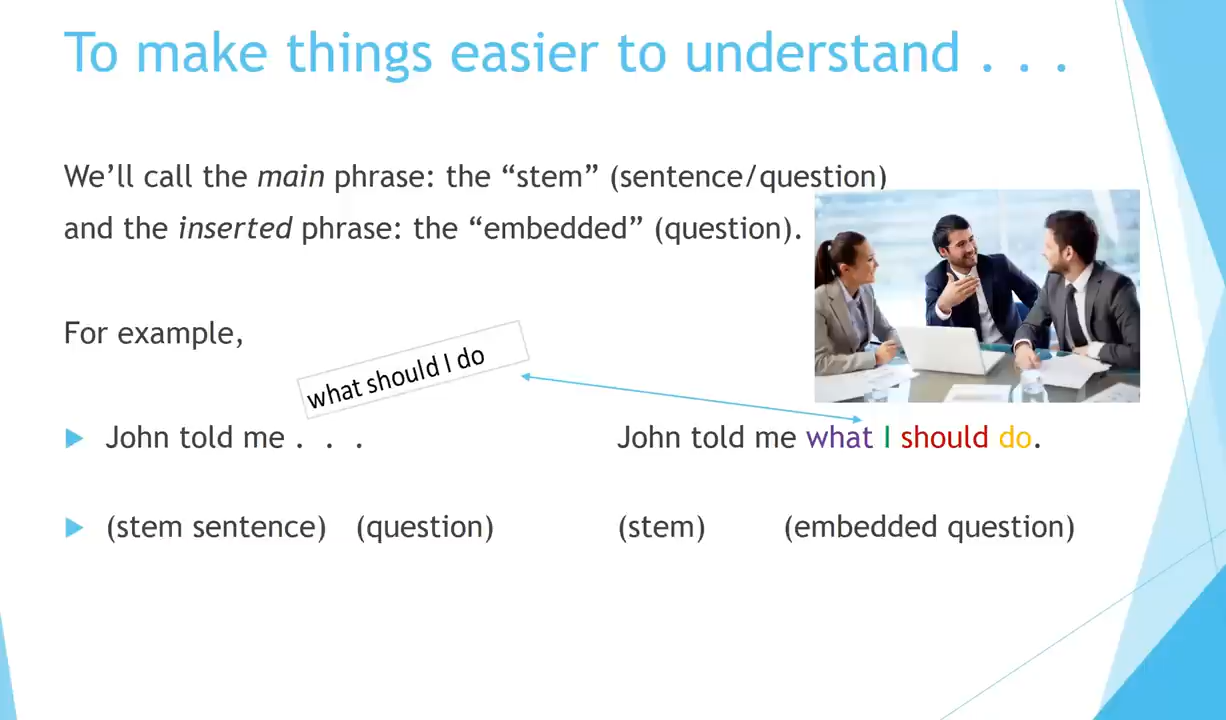 To make things easier to understand . . .
We’ll call the main phrase: the “stem” (sentence/question)
and the inserted phrase: the “embedded” (question).
For example,
what should I do
John told me . . .
John told me what I should do.
(stem sentence) (question)
(stem) (embedded question)